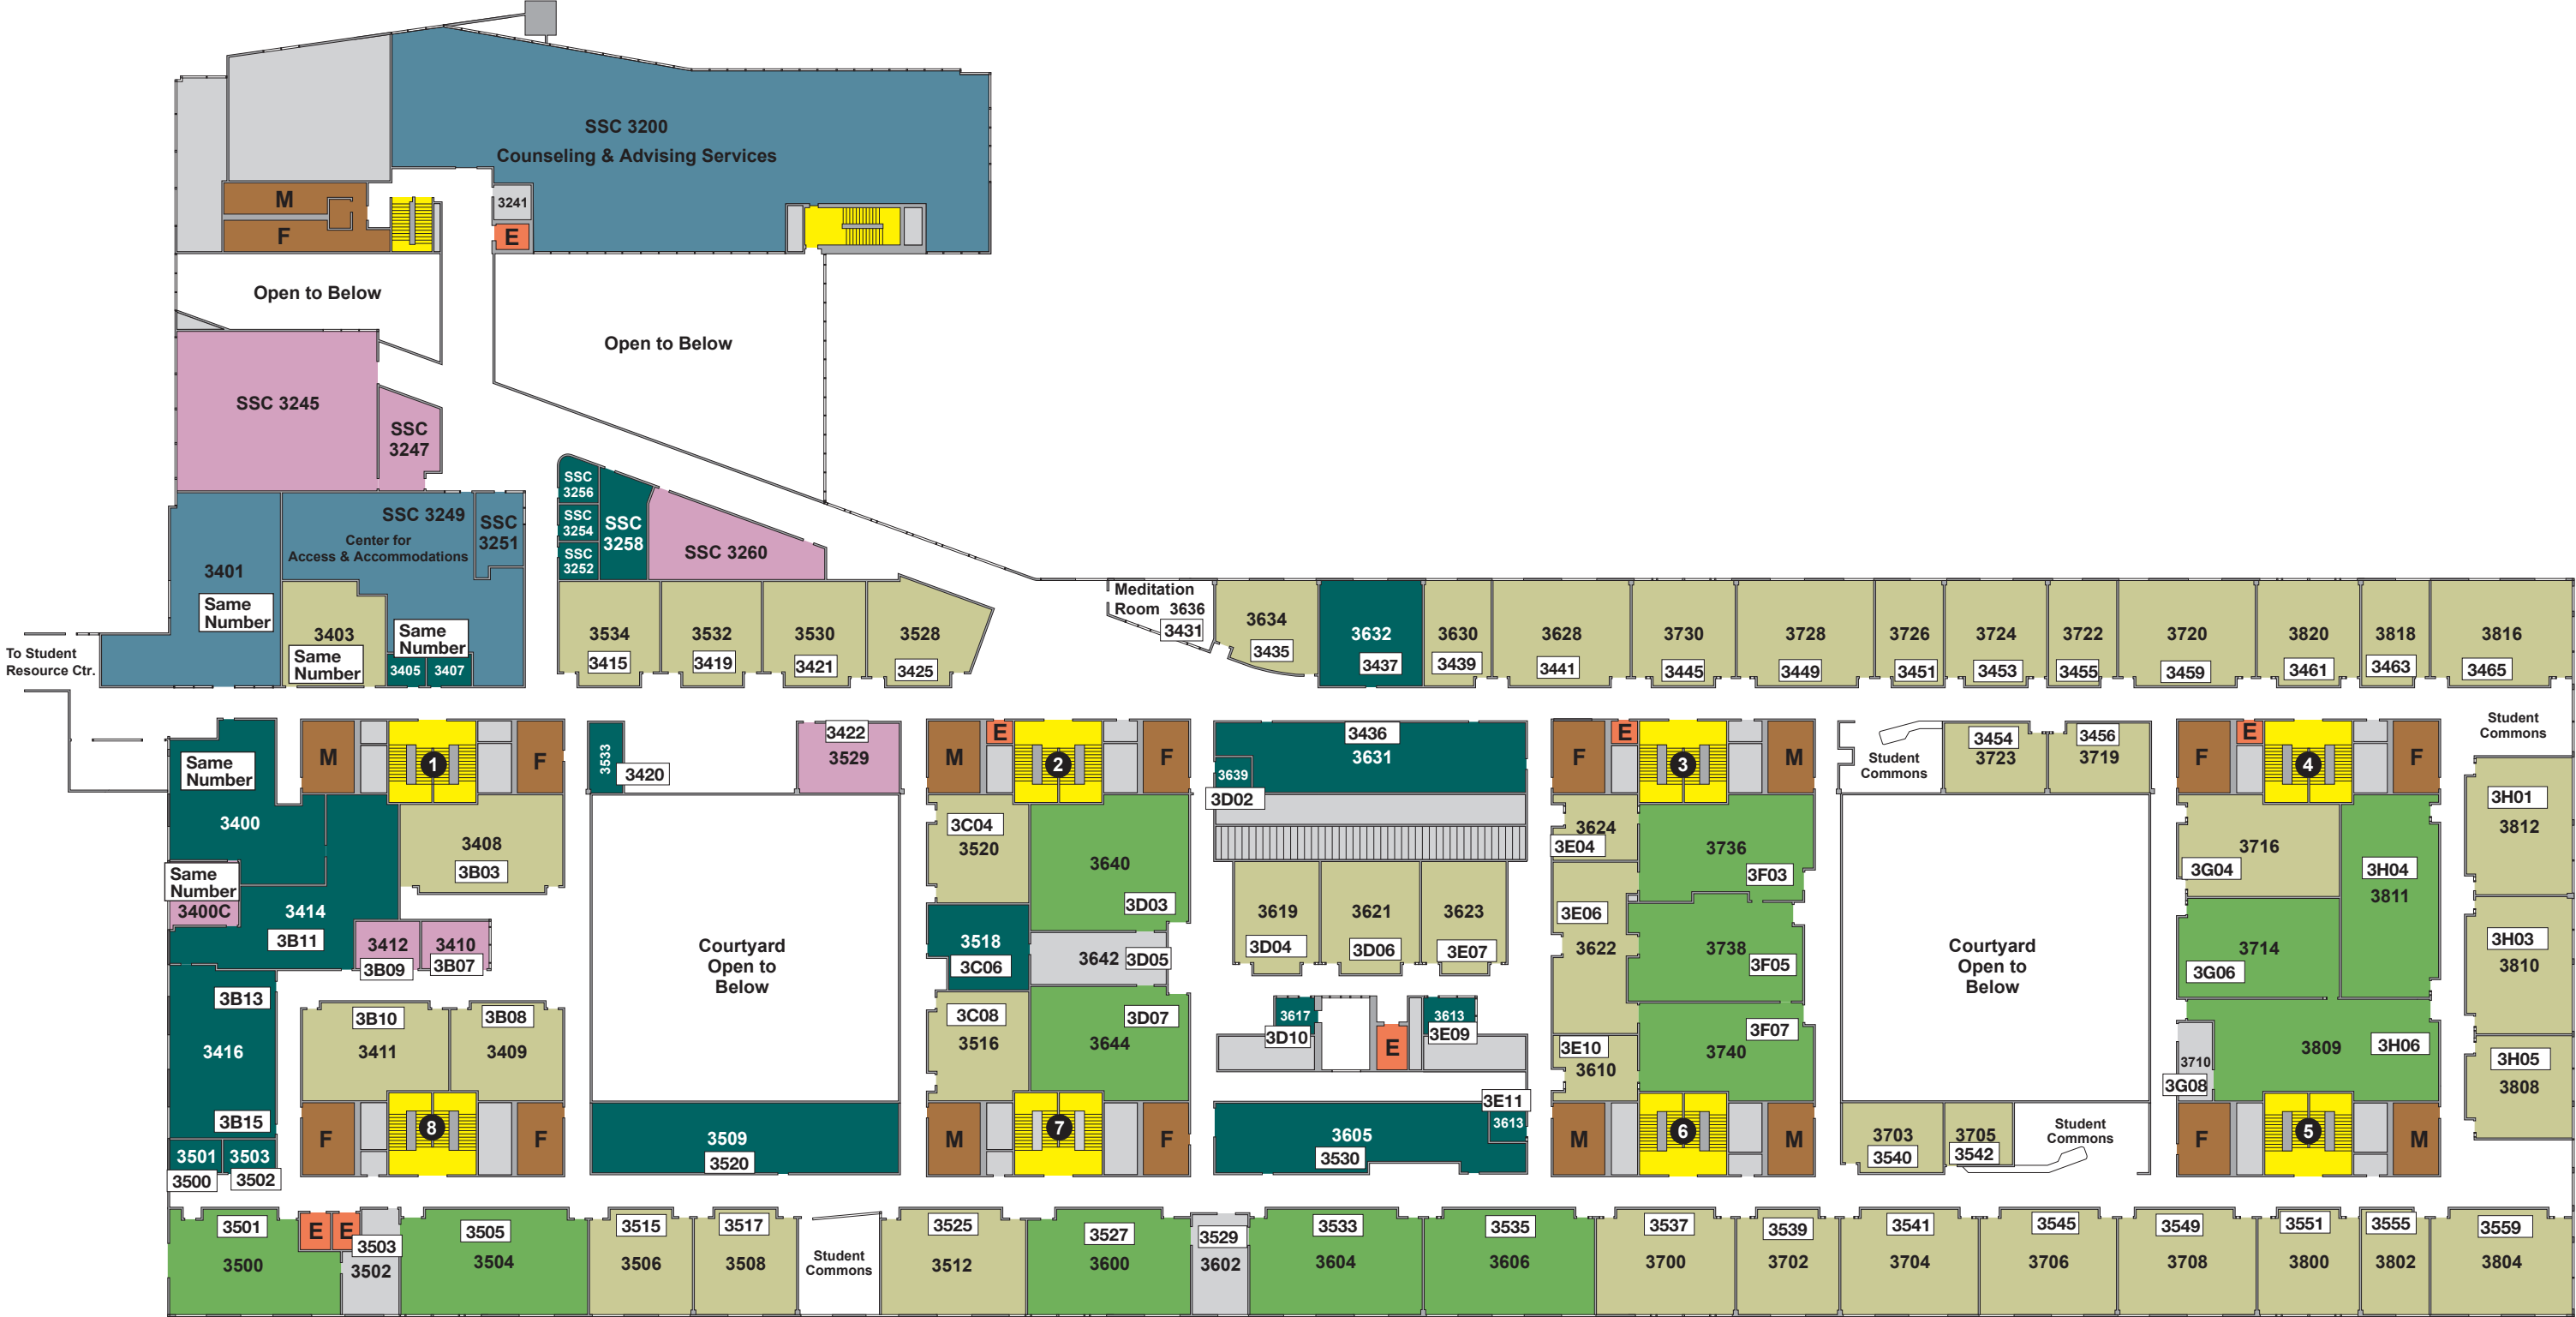 SSC 3200
Counseling & Advising Services
M
3241
F
E
Open to Below
Open to Below
SSC 3245
SSC
3247
SSC 3249
Center for
Access & Accommodations
SSC
3251
SSC
3256
SSC
3254
SSC
3252
SSC
3258
SSC 3260
3401
Same
Number
3403
Same
Number
Same
Number
3405
3407
To Student
Resource Ctr.
3534
3415
3532
3419
3530
3421
3528
3425
Meditation
Room 3636
3431
3634
3435
3632
3437
3630
3439
3628
3441
3730
3445
3728
3449
3726
3451
3724
3453
3722
3455
3720
3459
3820
3461
3818
3463
3816
3465
Same
Number
3400
Same
Number
3400C
M
1
F
3408
3B03
3414
3B11
3412
3B09
3410
3B07
3533
3420
3422
3529
M
E
2
F
3436
3631
3639
3D02
F
E
3
M
Student
Commons
3454
3723
3456
3719
F
E
4
F
Student
Commons
3C04
3520
3640
3D03
3518
3C06
3642
3D05
3C08
3516
3D07
3644
3619
3D04
3621
3D06
3623
3E07
3624
3E04
3E06
3622
3E10
3610
3736
3F03
3738
3F05
3F07
3740
3716
3G04
3H04
3811
3714
3G06
3710
3G08
3809
3H06
3H01
3812
3H03
3810
3H05
3808
Courtyard
Open to
Below
Courtyard
Open to
Below
3B13
3416
3B15
3B10
3411
3B08
3409
3617
3D10
E
3613
3E09
3E11
3613
3605
3530
3501
3500
3503
3502
F
8
F
3509
3520
M
7
F
M
6
M
3703
3540
3705
3542
Student
Commons
F
5
M
3501
3500
E
E
3503
3502
3505
3504
3515
3506
3517
3508
Student
Commons
3525
3512
3527
3600
3529
3602
3533
3604
3535
3606
3537
3700
3539
3702
3541
3704
3545
3706
3549
3708
3551
3800
3555
3802
3559
3804